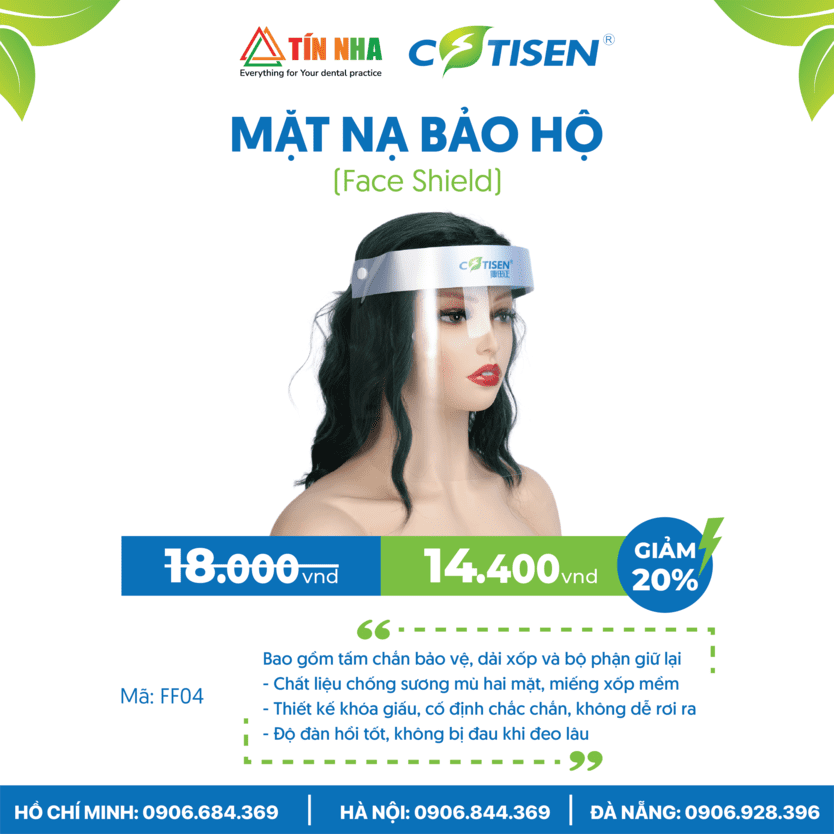 TÍN NHA
Everything for Your dental practice
COTISEN®
MẶT NẠ BẢO HỘ
(Face Shield)
COTISEN®
康缇正
18.000vnd
14.400vnd
GIẢM
20%
Bao gồm tấm chắn bảo vệ, dải xốp và bộ phận giữ lại
- Chất liệu chống sương mù hai mặt, miếng xốp mềm
- Thiết kế khóa giấu, cố định chắc chắn, không dễ rơi ra
- Độ đàn hồi tốt, không bị đau khi đeo lâu
Mã: FF04
HỒ CHÍ MINH: 0906.684.369 | HÀ NỘI: 0906.844.369 | ĐÀ NẴNG: 0906.928.396